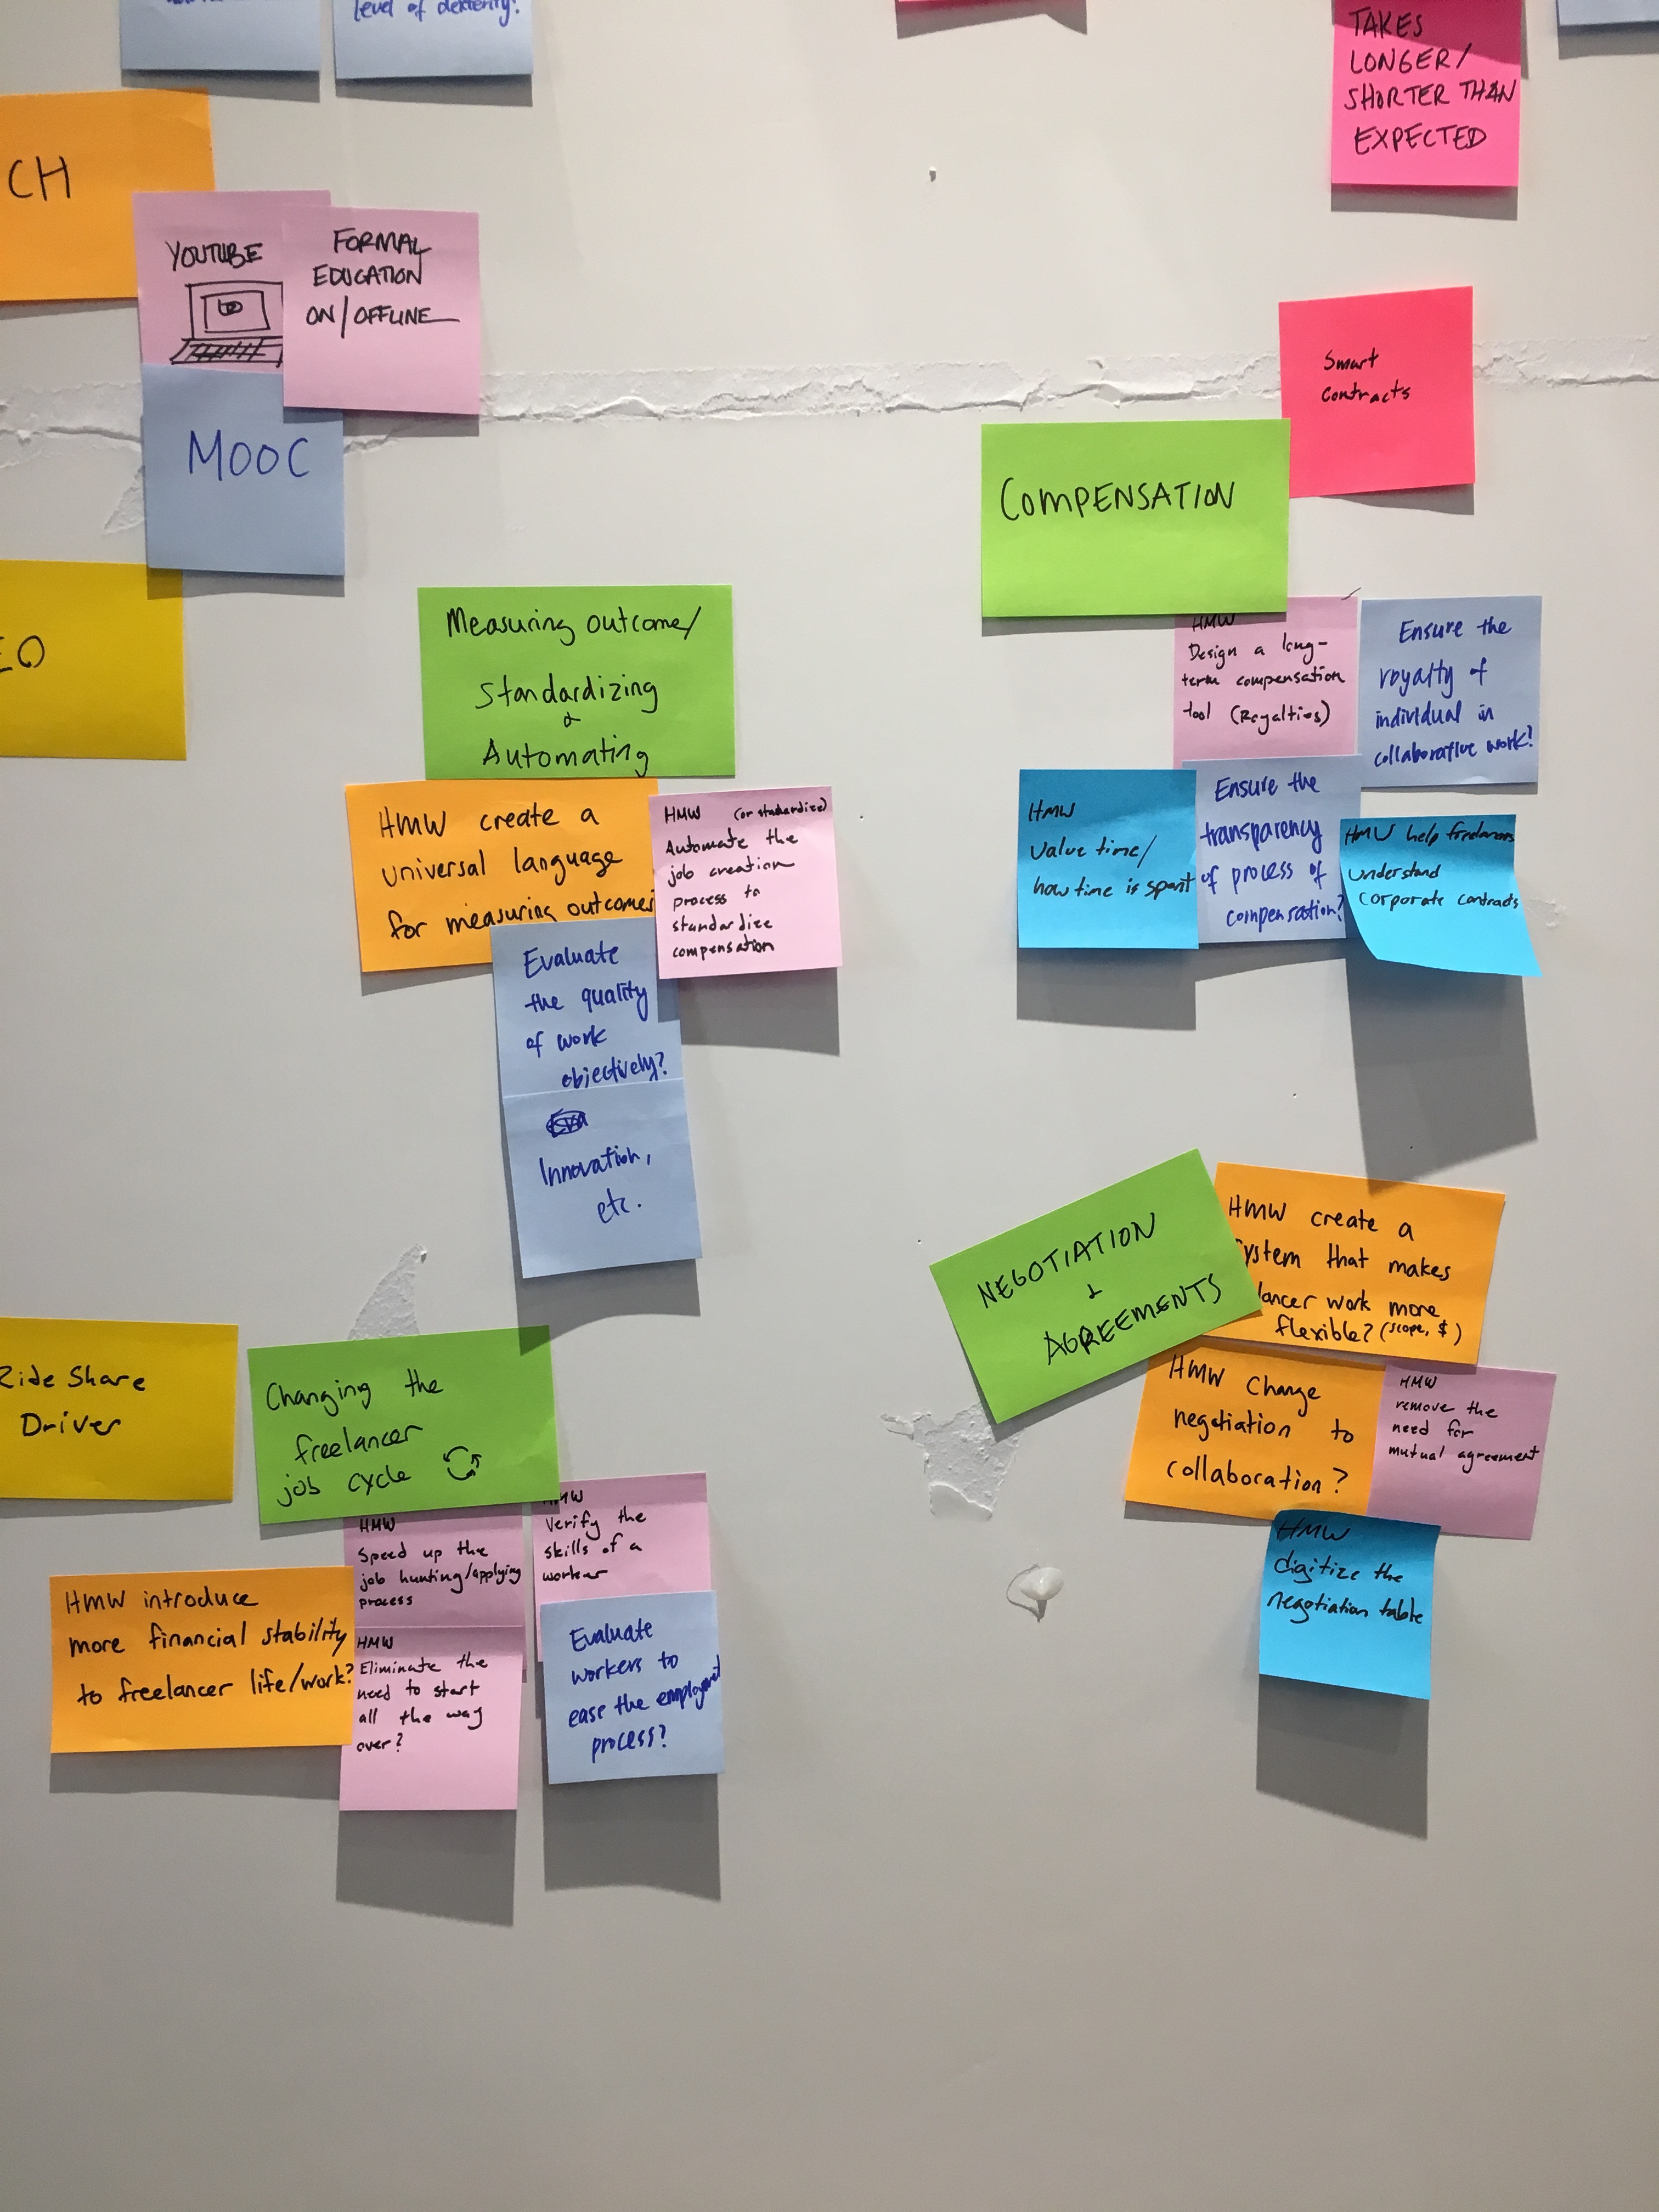 level of dexterity?
TAKES
LONGER/
SHORTER THAN
EXPECTED
CH
YOUTUBE
FORMAL
EDUCATION
ON/OFFLINE
MOOC
Smart
Contracts
COMPENSATION
EO
Measuring outcome/
Standardizing
&
Automating
HMW create a
universal language
for measuring outcomes
HMW (or standardize)
Automate the
job creation
process to
standardize
compensation
Evaluate
the quality
of work
objectively?
Innovation,
etc.
HMW
Design a long-
term compensation
tool (Royalties)
Ensure the
royalty of
individual in
collaborative work?
HMW
Value time/
how time is spent
Ensure the
transparency
of process of
compensation?
HMW help freelancers
understand
corporate contracts
NEGOTIATION
&
AGREEMENTS
HMW create a
system that makes
lancer work more
flexible? (scope, $)
HMW Change
negotiation to
collaboration?
HMW
remove the
need for
mutual agreement
HMW
digitize the
negotiation table
Ride Share
Driver
Changing the
freelancer
job cycle
HMW introduce
more financial stability
to freelancer life/work?
HMW
Speed up the
job hunting/applying
process
HMW
Eliminate the
need to start
all the way
over?
HMW
Verify the
skills of a
worker
Evaluate
workers to
ease the employment
process?